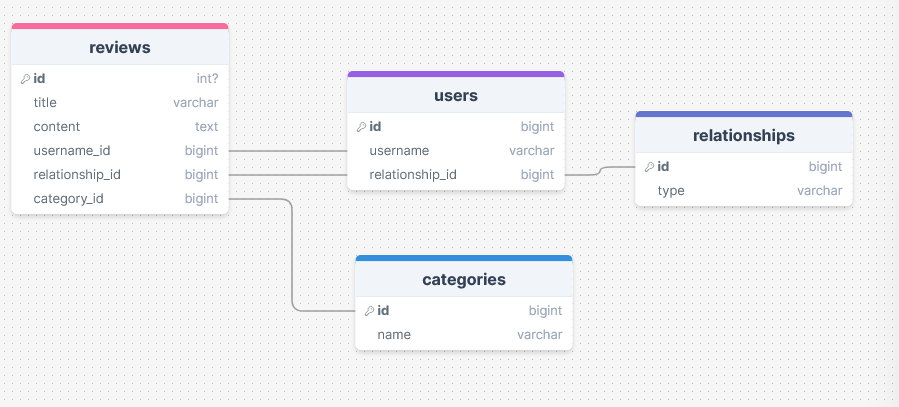 reviews
id int?
title varchar
content text
username_id bigint
relationship_id bigint
category_id bigint
users
id bigint
username varchar
relationship_id bigint
relationships
id bigint
type varchar
categories
id bigint
name varchar